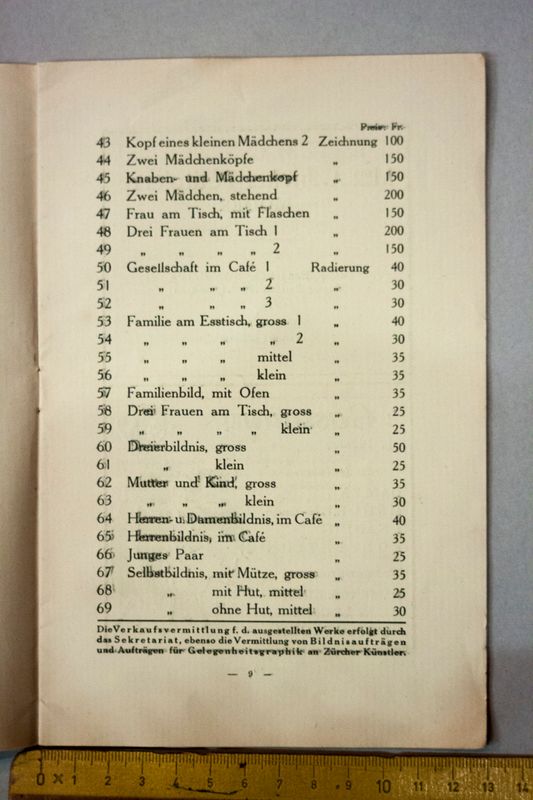 Preis: Fr.
43 Kopf eines kleinen Mädchens 2 Zeichnung 100
44 Zwei Mädchenköpfe „ 150
45 Knaben- und Mädchenkopf „ 150
46 Zwei Mädchen, stehend „ 200
47 Frau am Tisch, mit Flaschen „ 150
48 Drei Frauen am Tisch 1 „ 200
49 „ „ „ „ 2 „ 150
50 Gesellschaft im Café 1 Radierung 40
51 „ „ „ 2 „ 30
52 „ „ „ 3 „ 30
53 Familie am Esstisch, gross 1 „ 40
54 „ „ „ „ 2 „ 30
55 „ „ „ mittel „ 35
56 „ „ „ klein „ 35
57 Familienbild, mit Ofen „ 35
58 Drei Frauen am Tisch, gross „ 25
59 „ „ „ „ klein „ 25
60 Dreierbildnis, gross „ 50
61 „ klein „ 25
62 Mutter und Kind, gross „ 35
63 „ „ „ klein „ 30
64 Herren- u. Damenbildnis, im Café „ 40
65 Herrenbildnis, im Café „ 35
66 Junges Paar „ 25
67 Selbstbildnis, mit Mütze, gross „ 35
68 „ mit Hut, mittel „ 25
69 „ ohne Hut, mittel „ 30
Die Verkaufsvermittlung f. d. ausgestellten Werke erfolgt durch
das Sekretariat, ebenso die Vermittlung von Bildnisaufträgen
und Aufträgen für Gelegenheitsgraphik an Zürcher Künstler.
— 9 —
0 × 1 2 3 4 5 6 7 8 9 10 11 12 13 14